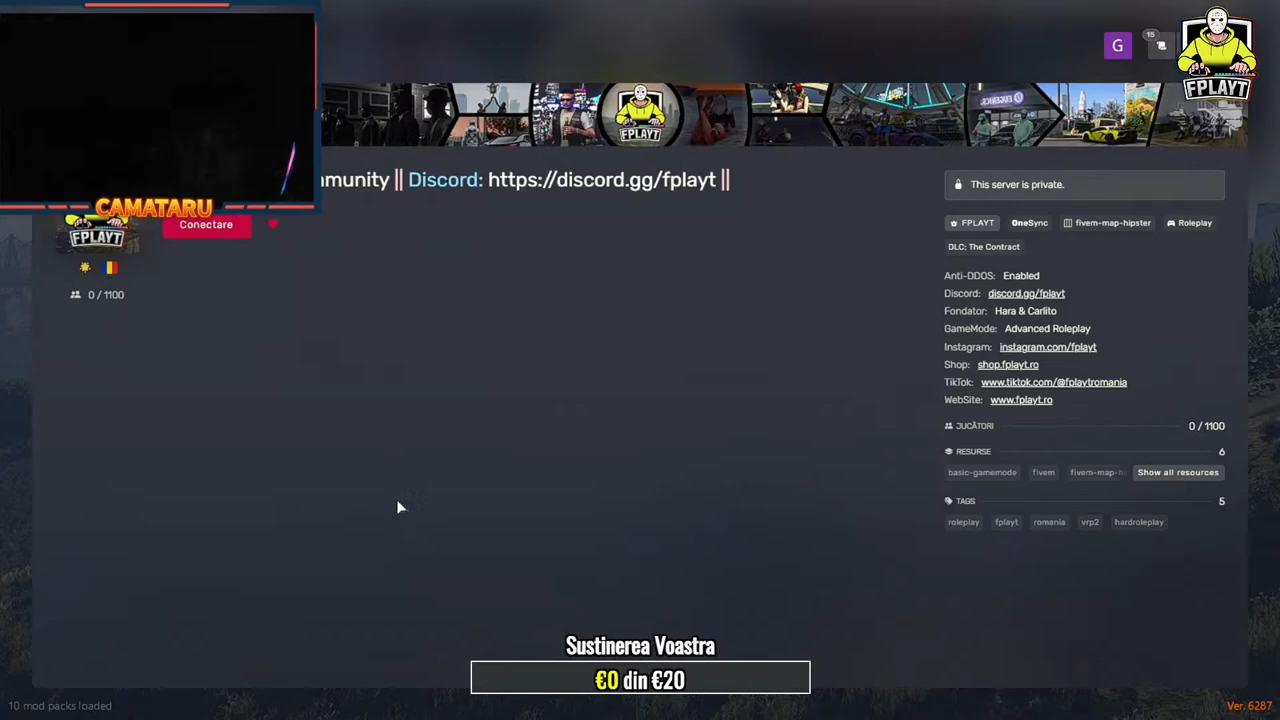 G
15
FPLAYT
FPLAYT
munity || Discord: https://discord.gg/fplayt ||
CAMATARU
FPLAYT
Conectare
0 / 1100
This server is private.
FPLAYT OneSync fivem-map-hipster Roleplay
DLC: The Contract
Anti-DDOS: Enabled
Discord: discord.gg/fplayt
Fondator: Hara & Carlito
GameMode: Advanced Roleplay
Instagram: instagram.com/fplayt
Shop: shop.fplayt.ro
TikTok: www.tiktok.com/@fplaytromania
WebSite: www.fplayt.ro
JUCĂTORI 0 / 1100
RESURSE 6
basic-gamemode fivem fivem-map-h Show all resources
TAGS 5
roleplay fplayt romania vrp2 hardroleplay
Sustinerea Voastra
€0 din €20
10 mod packs loaded
Ver. 6287